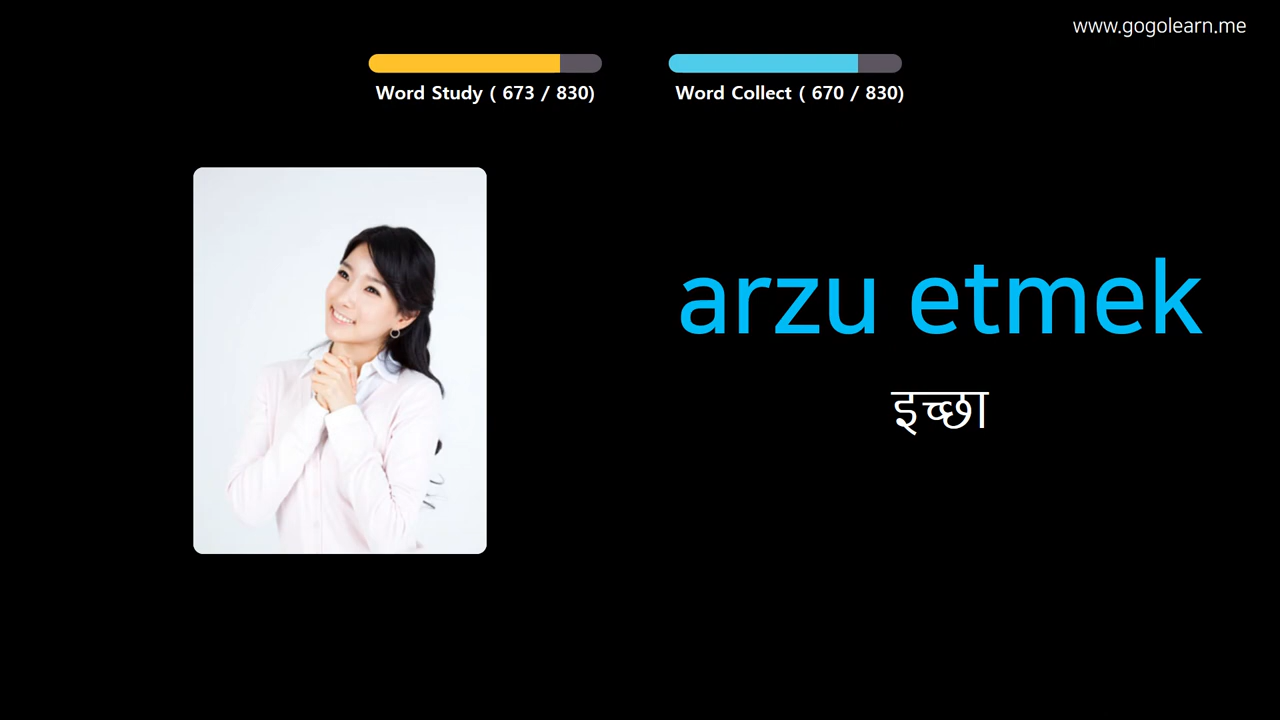 www.gogolearn.me
Word Study ( 673 / 830)
Word Collect ( 670 / 830)
arzu etmek
इच्छा